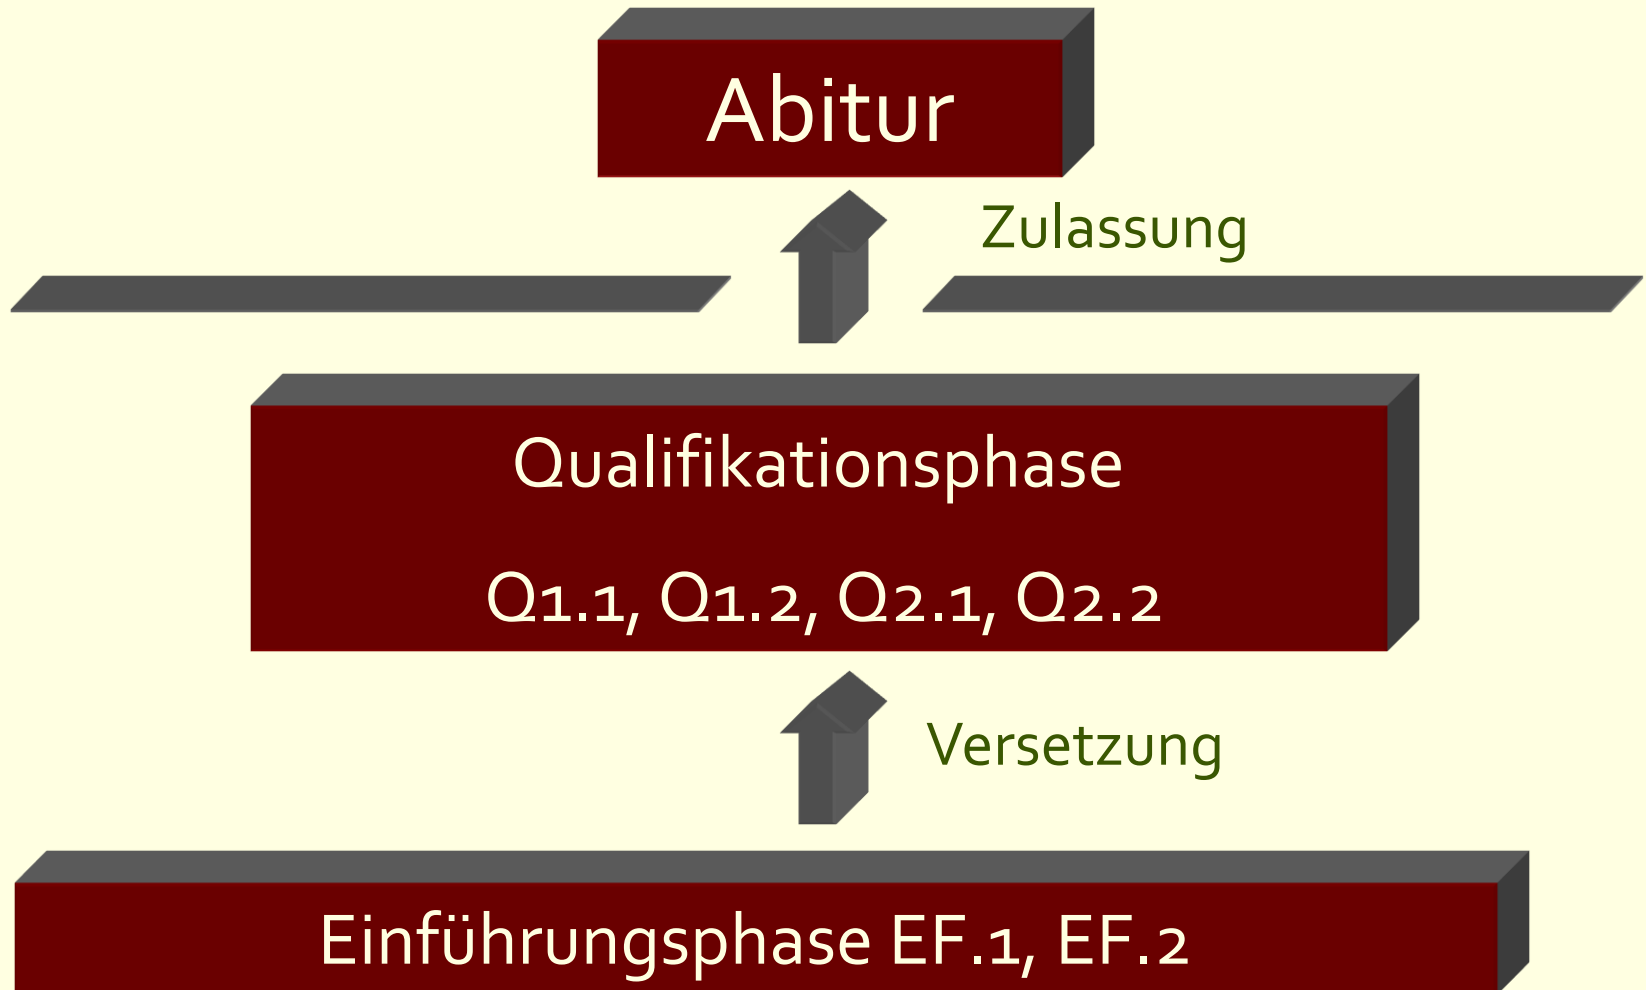 Abitur
Zulassung
Qualifikationsphase
Q1.1, Q1.2, Q2.1, Q2.2
Versetzung
Einführungsphase EF.1, EF.2